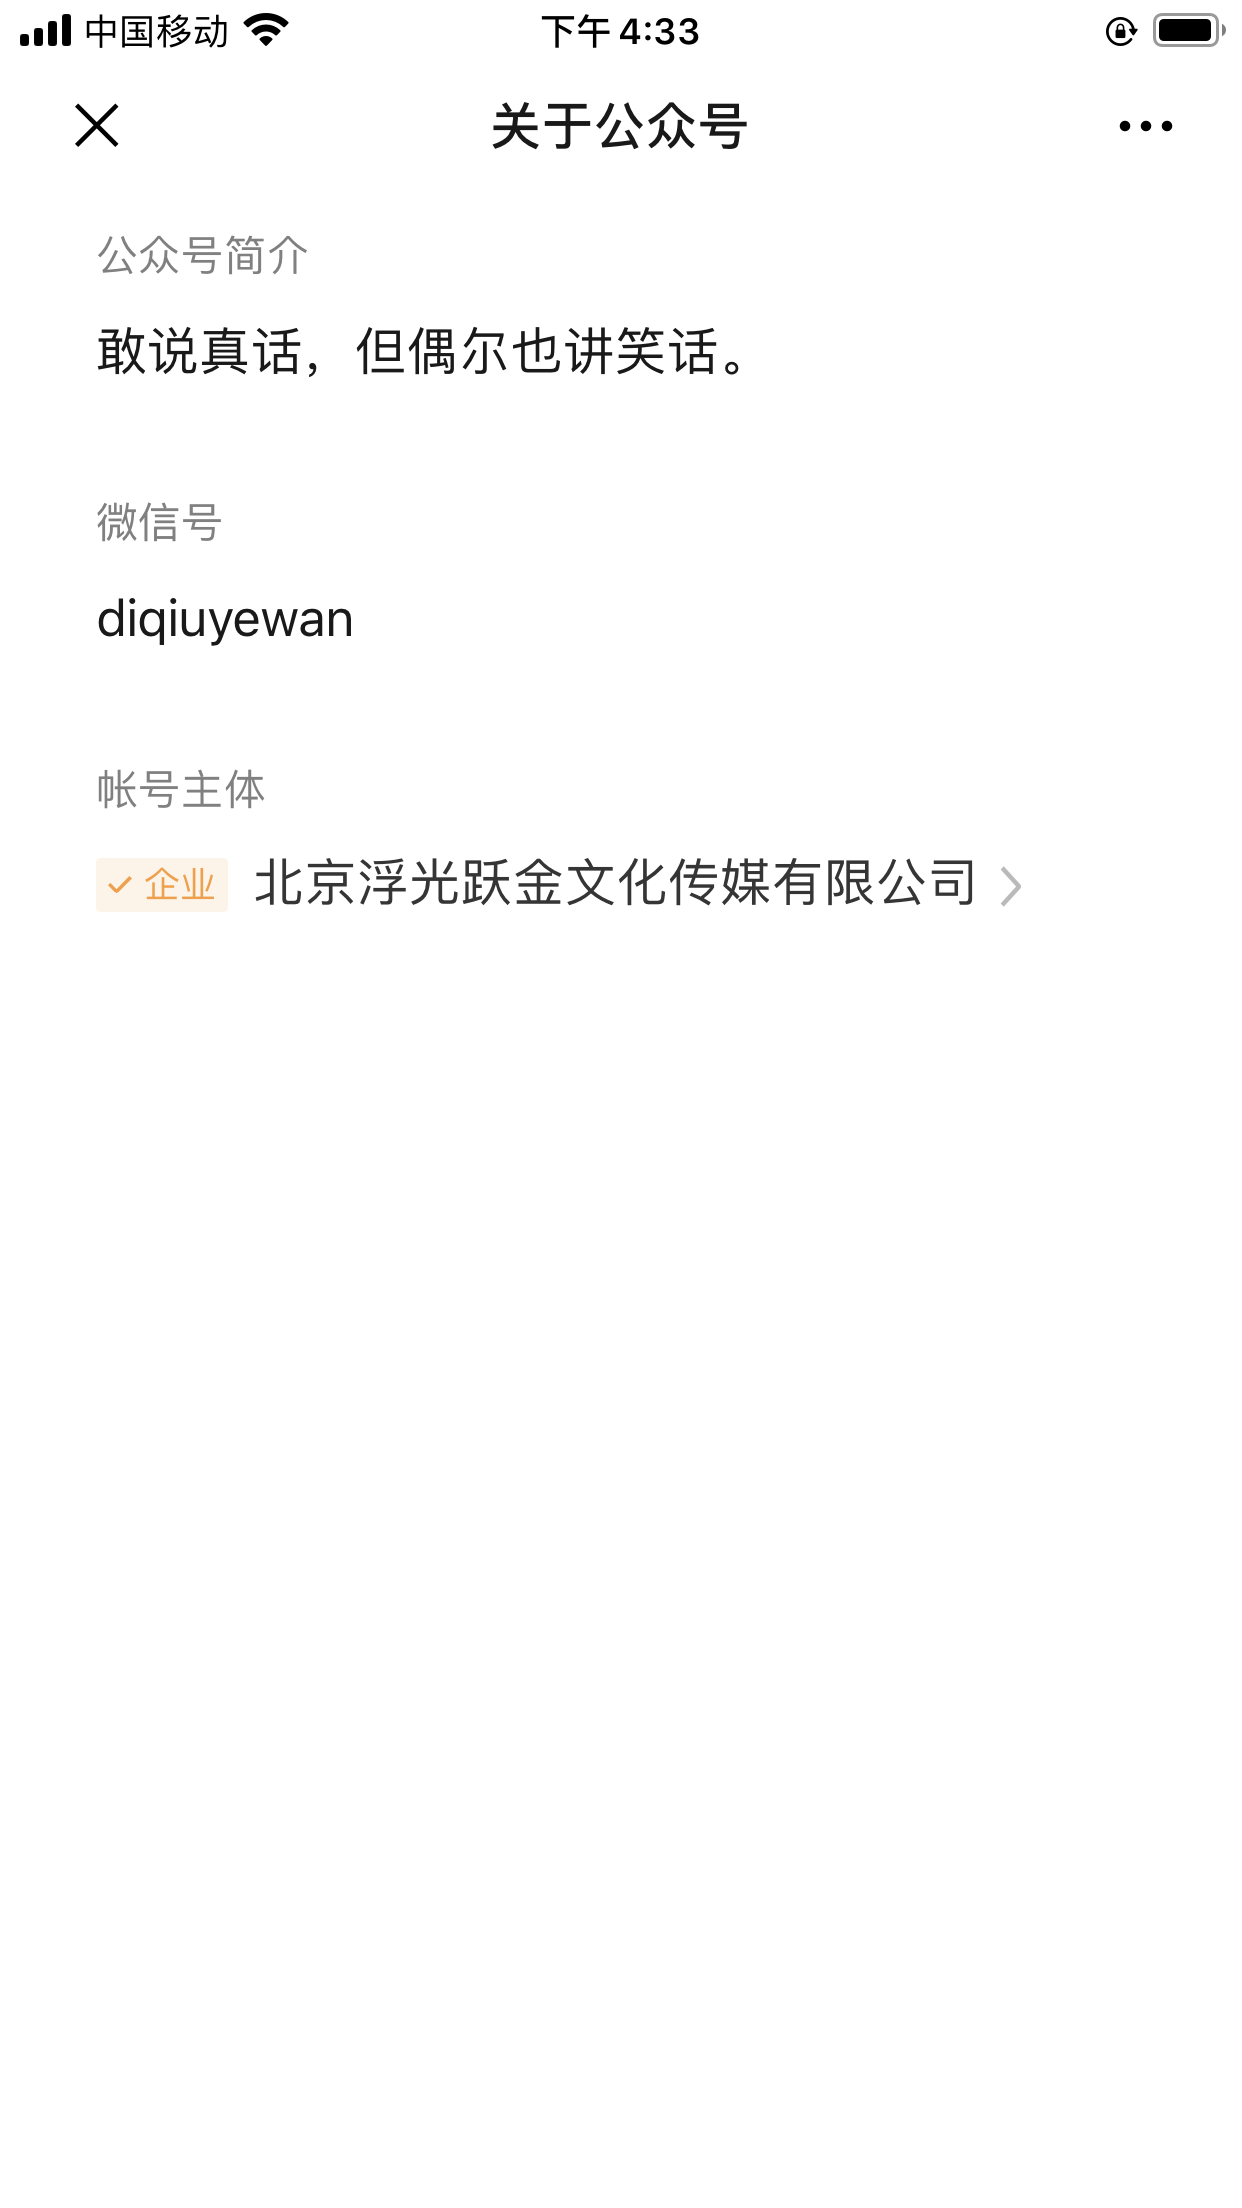 中国移动 下午 4:33
关于公众号
公众号简介
敢说真话，但偶尔也讲笑话。
微信号
diqiuyewan
帐号主体
企业 北京浮光跃金文化传媒有限公司